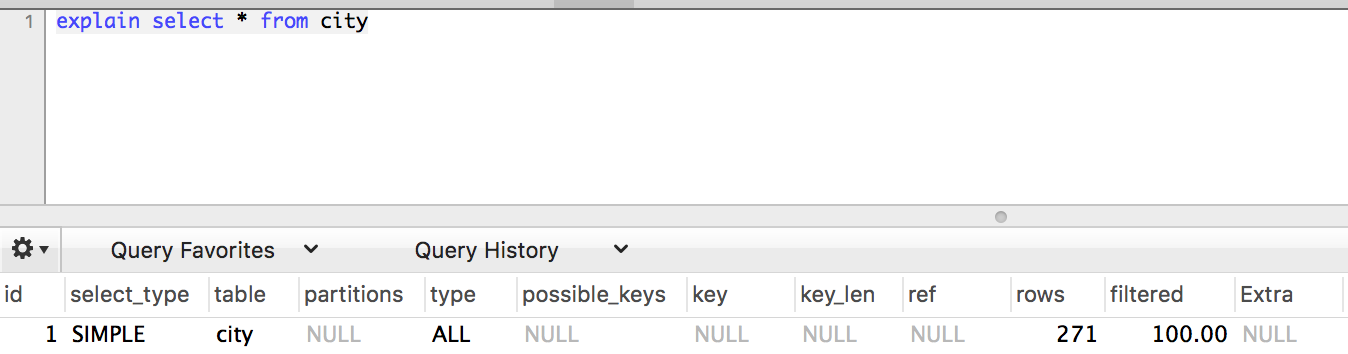 1 explain select * from city
Query Favorites Query History
id select_type table partitions type possible_keys key key_len ref rows filtered Extra
1 SIMPLE city NULL ALL NULL NULL NULL NULL 271 100.00 NULL